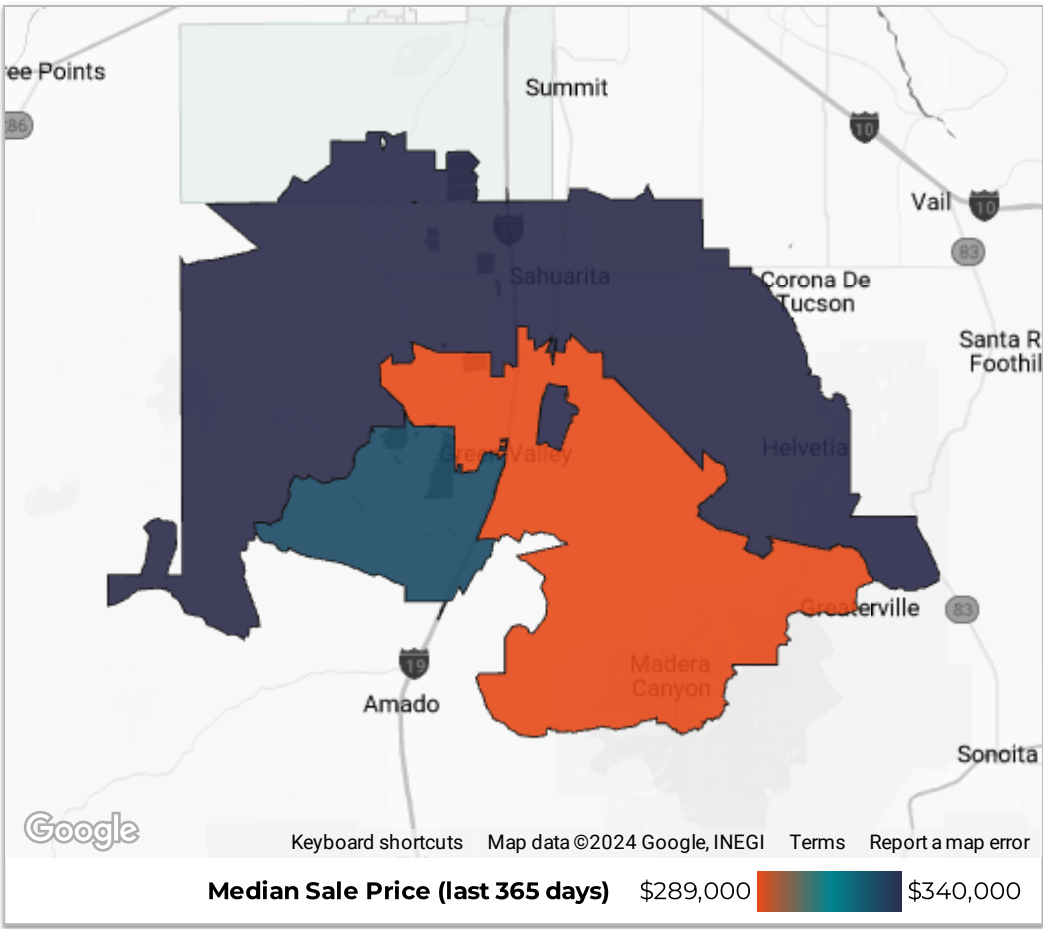 ree Points
Summit
86
10
Vail
10
19
83
Sahuarita
Corona De
Tucson
Santa R
Foothil
Helvetia
Green Valley
Greaterville
83
Madera
Canyon
19
Amado
Sonoita
Google
Keyboard shortcuts Map data ©2024 Google, INEGI Terms Report a map error
Median Sale Price (last 365 days) $289,000 $340,000